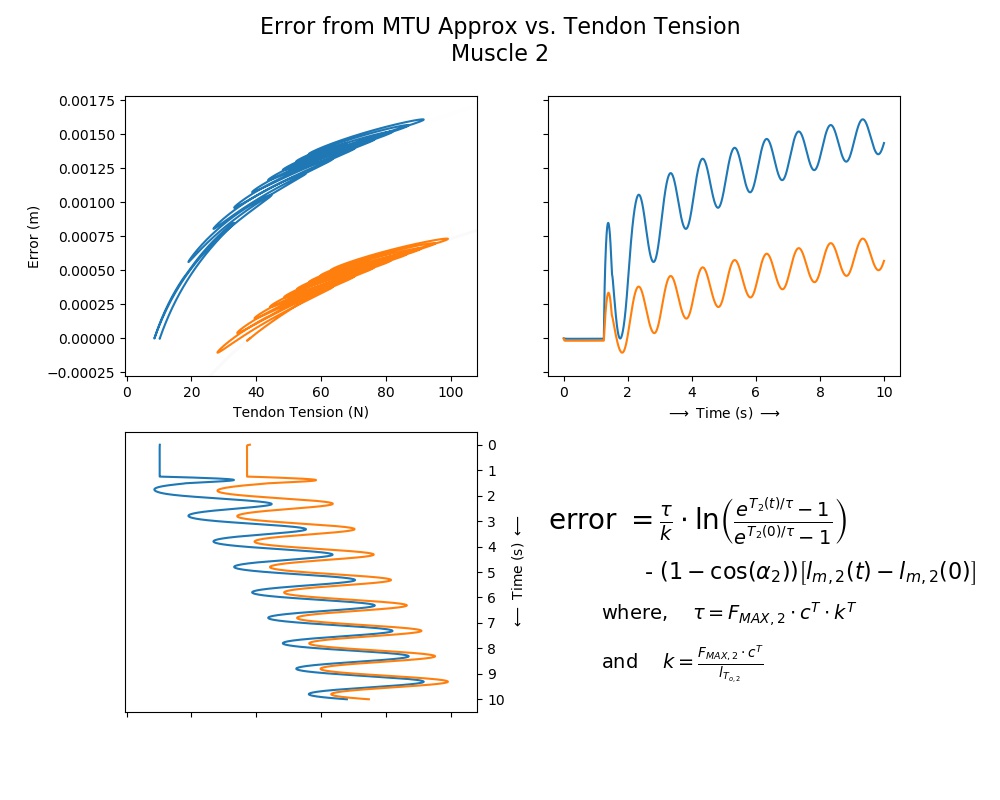 Error from MTU Approx vs. Tendon Tension
Muscle 2
0.00175
0.00150
0.00125
0.00100
0.00075
0.00050
0.00025
0.00000
−0.00025
Error (m)
0 20 40 60 80 100
Tendon Tension (N)
0 2 4 6 8 10
⟶ Time (s) ⟶
0
1
2
3
4
5
6
7
8
9
10
⟵ Time (s) ⟵
error = \frac{τ}{k} · ln(\frac{e^{T_2(t)/τ} − 1}{e^{T_2(0)/τ} − 1})
- (1 − cos(α_2))[l_{m,2}(t) − l_{m,2}(0)]
where, τ = F_{MAX,2} · c^T · k^T
and k = \frac{F_{MAX,2} · c^T}{l_{T_{o,2}}}